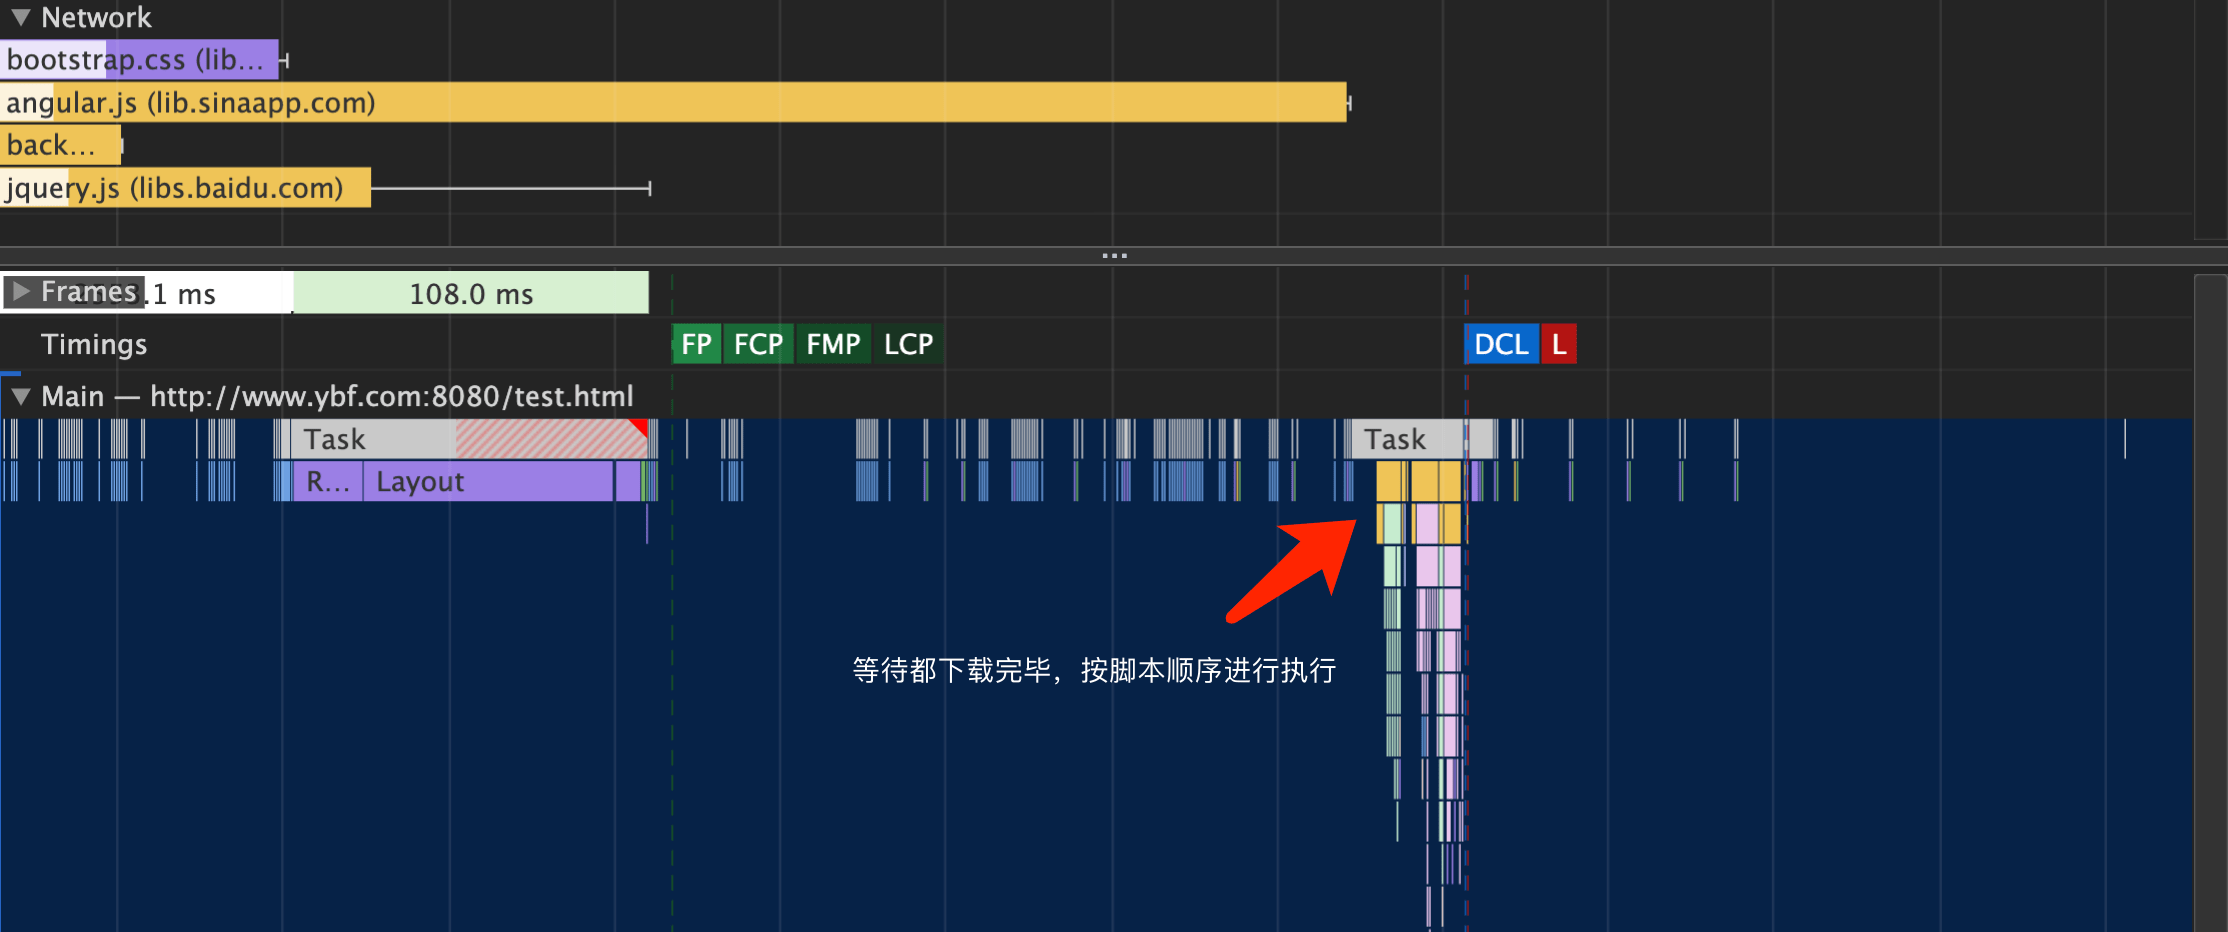 Network
bootstrap.css (lib...
angular.js (lib.sinaapp.com)
back...
jquery.js (libs.baidu.com)
Frames .1 ms 108.0 ms
Timings FP FCP FMP LCP DCL L
Main — http://www.ybf.com:8080/test.html
Task Task
R... Layout
等待都下载完毕，按脚本顺序进行执行